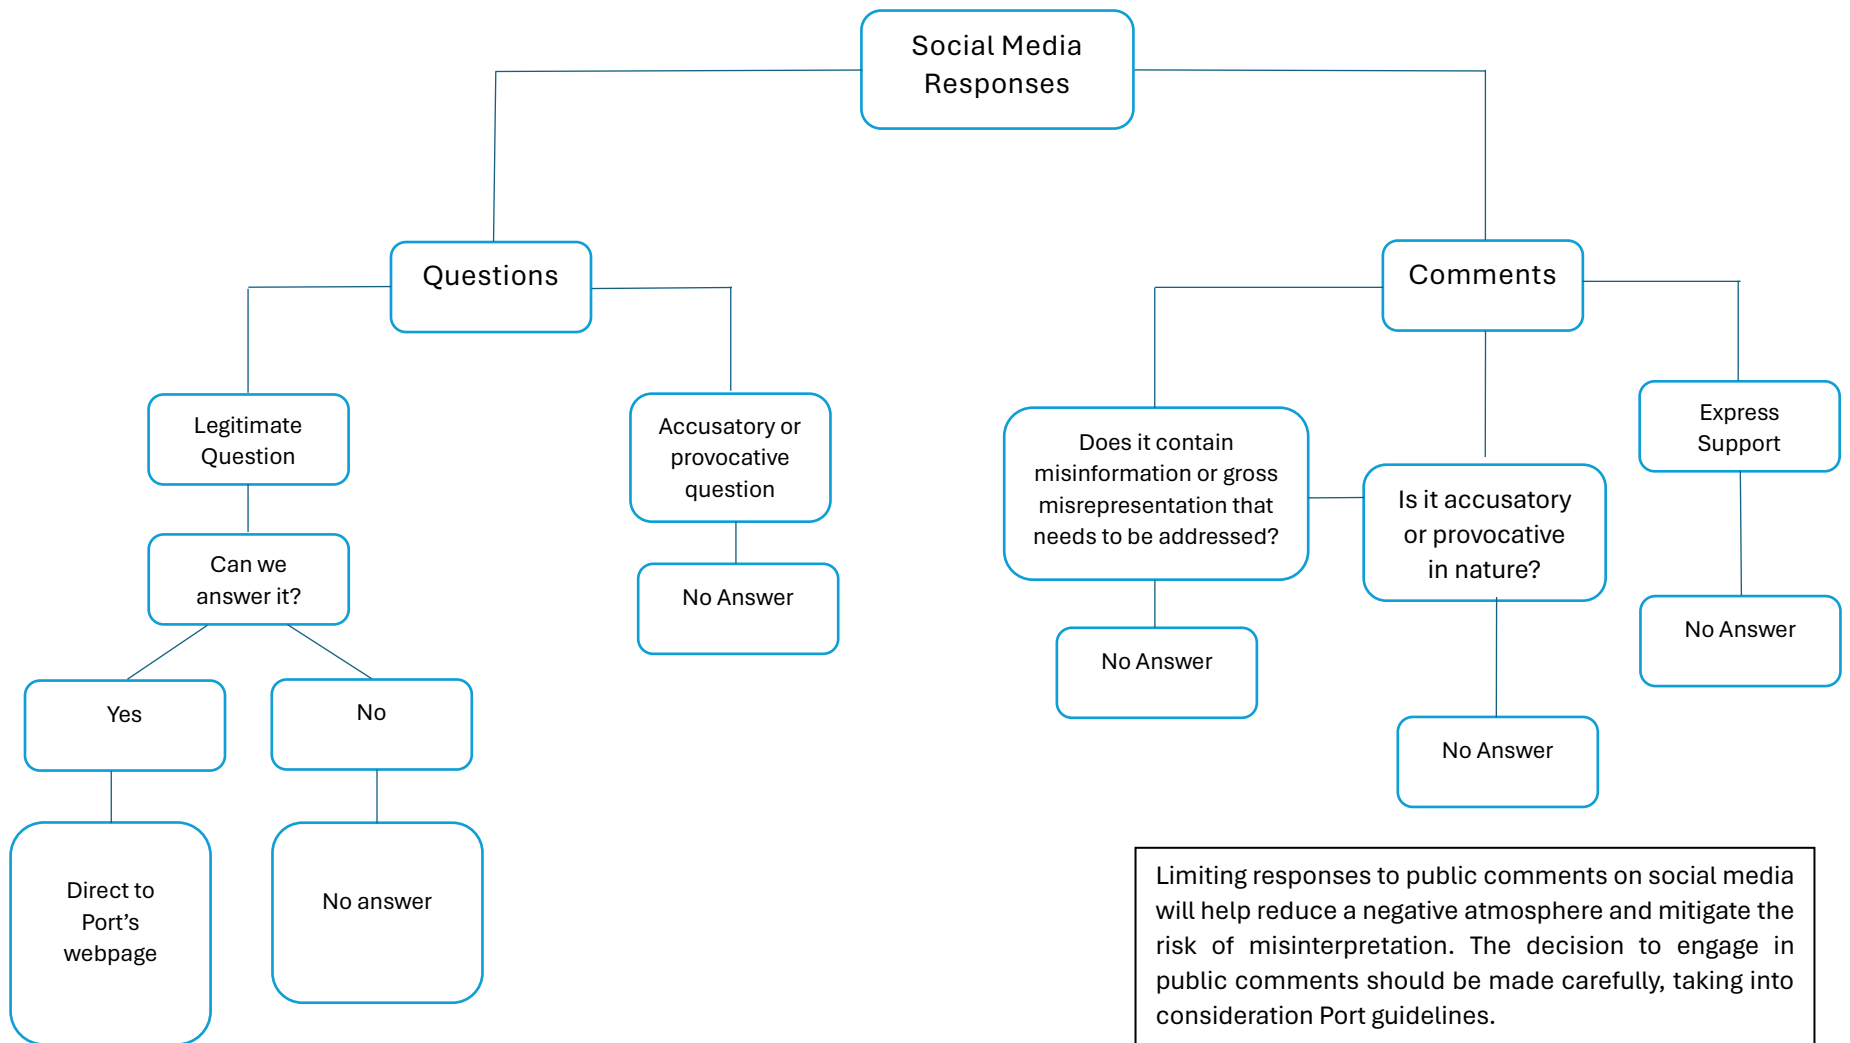 Social Media
Responses
Questions
Comments
Legitimate
Question
Accusatory or
provocative
question
Does it contain
misinformation or gross
misrepresentation that
needs to be addressed?
Is it accusatory
or provocative
in nature?
Express
Support
Can we
answer it?
No Answer
No Answer
No Answer
No Answer
Yes
No
Direct to
Port’s
webpage
No answer
Limiting responses to public comments on social media
will help reduce a negative atmosphere and mitigate the
risk of misinterpretation. The decision to engage in
public comments should be made carefully, taking into
consideration Port guidelines.